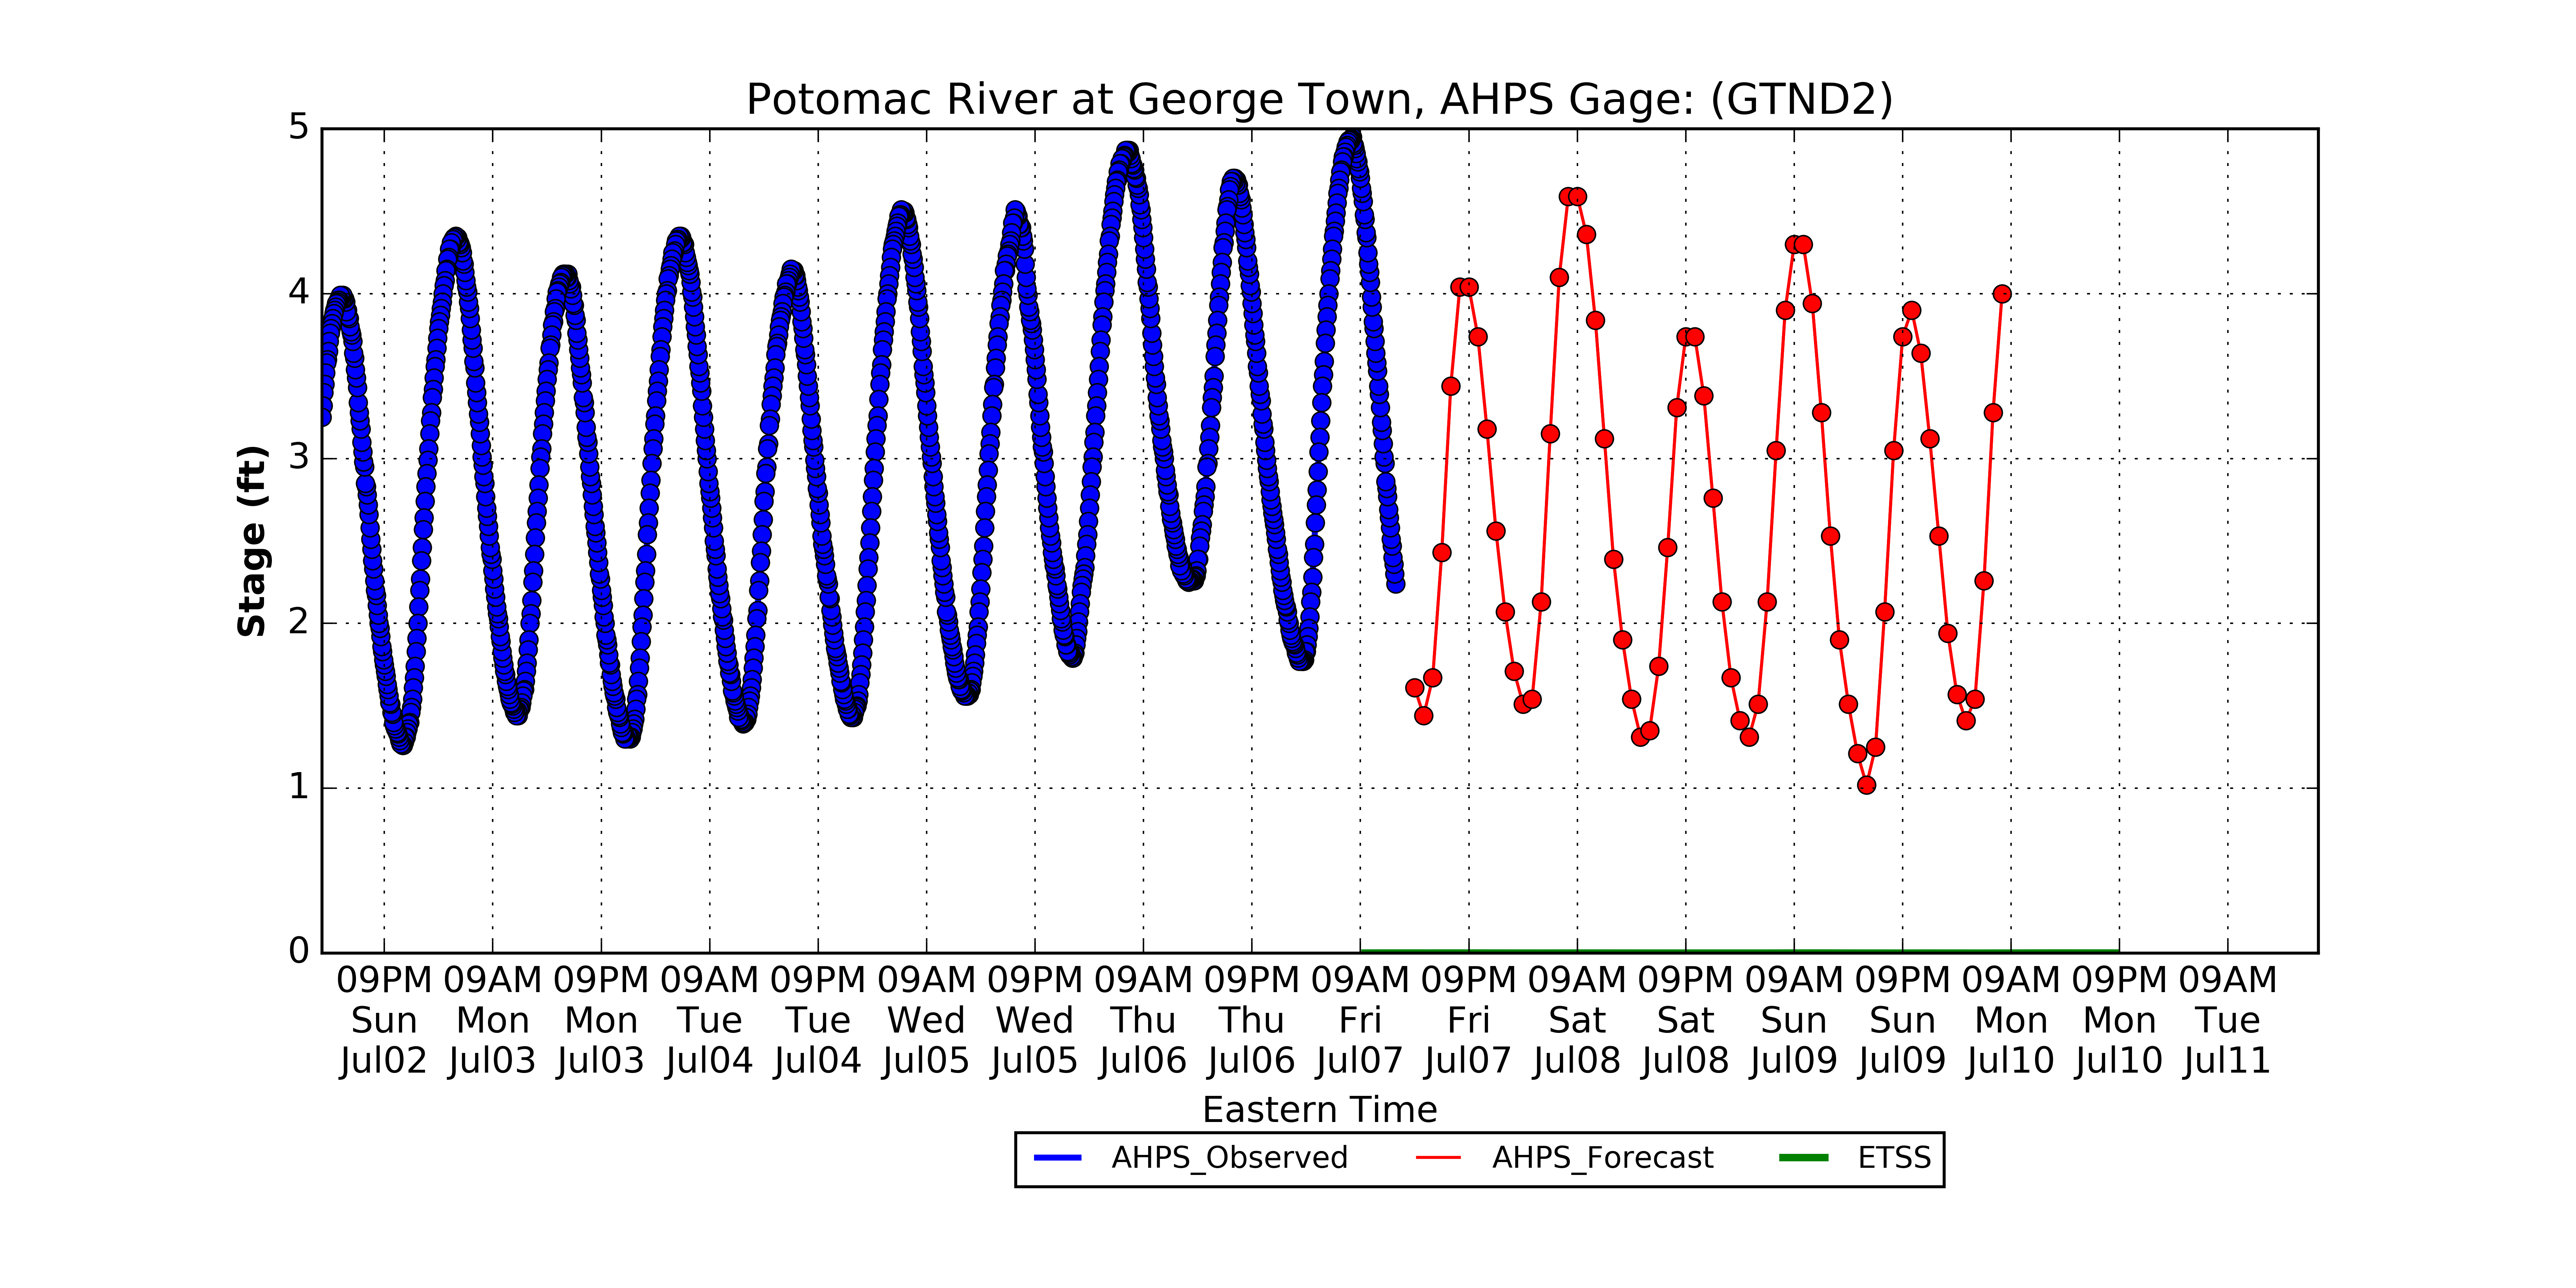 Potomac River at George Town, AHPS Gage: (GTND2)
Stage (ft)
5
4
3
2
1
0
09PM 09AM 09PM 09AM 09PM 09AM 09PM 09AM 09PM 09AM 09PM 09AM 09PM 09AM 09PM 09AM 09PM 09AM
Sun Mon Mon Tue Tue Wed Wed Thu Thu Fri Fri Sat Sat Sun Sun Mon Mon Tue
Jul02 Jul03 Jul03 Jul04 Jul04 Jul05 Jul05 Jul06 Jul06 Jul07 Jul07 Jul08 Jul08 Jul09 Jul09 Jul10 Jul10 Jul11
Eastern Time
AHPS_Observed AHPS_Forecast ETSS